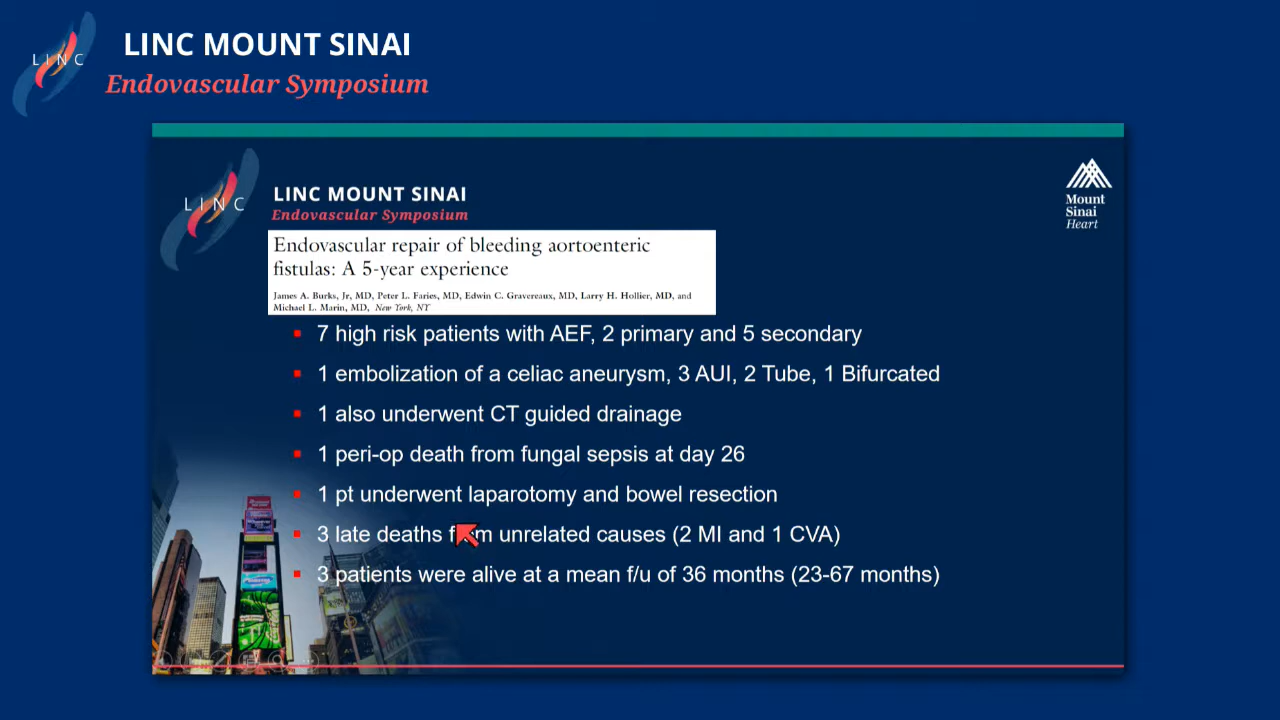 LINC
LINC MOUNT SINAI
Endovascular Symposium
LINC
LINC MOUNT SINAI
Endovascular Symposium
Mount
Sinai
Heart
Endovascular repair of bleeding aortoenteric
fistulas: A 5-year experience
James A. Burks, Jr, MD, Peter L. Faries, MD, Edwin C. Gravereaux, MD, Larry H. Hollier, MD, and
Michael L. Marin, MD, New York, NY
7 high risk patients with AEF, 2 primary and 5 secondary
1 embolization of a celiac aneurysm, 3 AUI, 2 Tube, 1 Bifurcated
1 also underwent CT guided drainage
1 peri-op death from fungal sepsis at day 26
1 pt underwent laparotomy and bowel resection
3 late deaths from unrelated causes (2 MI and 1 CVA)
3 patients were alive at a mean f/u of 36 months (23-67 months)